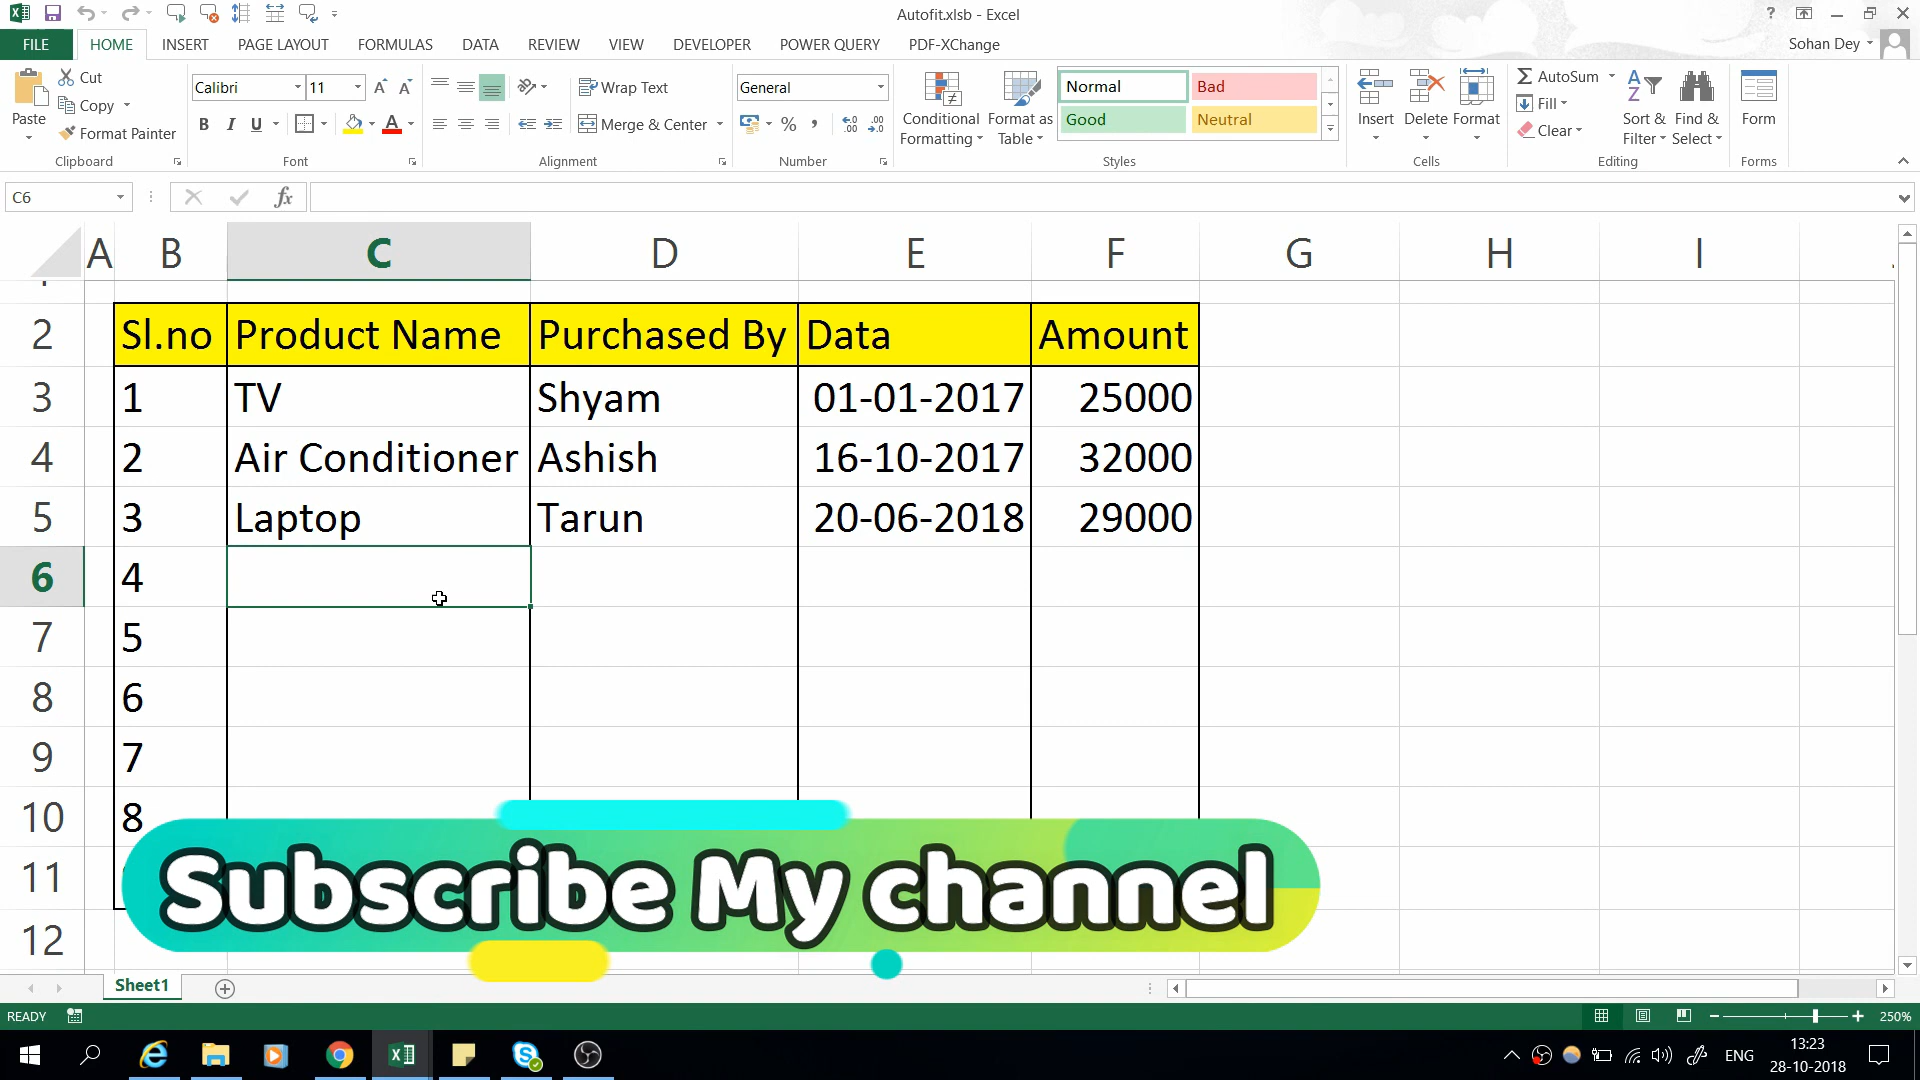 Autofit.xlsb - Excel
FILE HOME INSERT PAGE LAYOUT FORMULAS DATA REVIEW VIEW DEVELOPER POWER QUERY PDF-XChange Sohan Dey
Paste
Cut
Copy
Format Painter
Clipboard
Calibri 11
B I U
Font
Wrap Text
Merge & Center
Alignment
General
Number
Conditional Formatting
Format as Table
Normal Bad
Good Neutral
Styles
Insert Delete Format
Cells
AutoSum
Fill
Clear
Sort & Filter
Find & Select
Editing
Form
Forms
C6
A B C D E F G H I
2 Sl.no Product Name Purchased By Data Amount
3 1 TV Shyam 01-01-2017 25000
4 2 Air Conditioner Ashish 16-10-2017 32000
5 3 Laptop Tarun 20-06-2018 29000
6 4
7 5
8 6
9 7
10 8
11
12
Subscribe My channel
Sheet1
READY 250%
ENG
13:23
28-10-2018